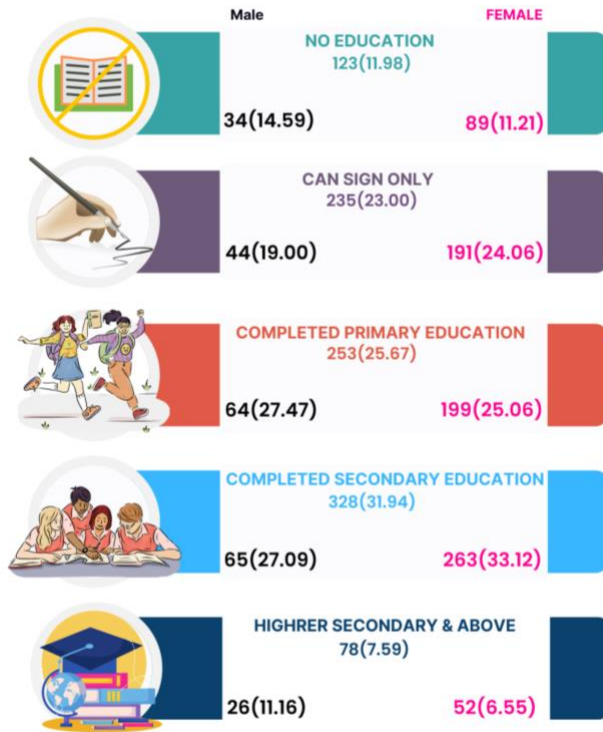 Male FEMALE
NO EDUCATION
123(11.98)
34(14.59) 89(11.21)
CAN SIGN ONLY
235(23.00)
44(19.00) 191(24.06)
COMPLETED PRIMARY EDUCATION
253(25.67)
64(27.47) 199(25.06)
COMPLETED SECONDARY EDUCATION
328(31.94)
65(27.09) 263(33.12)
HIGHRER SECONDARY & ABOVE
78(7.59)
26(11.16) 52(6.55)